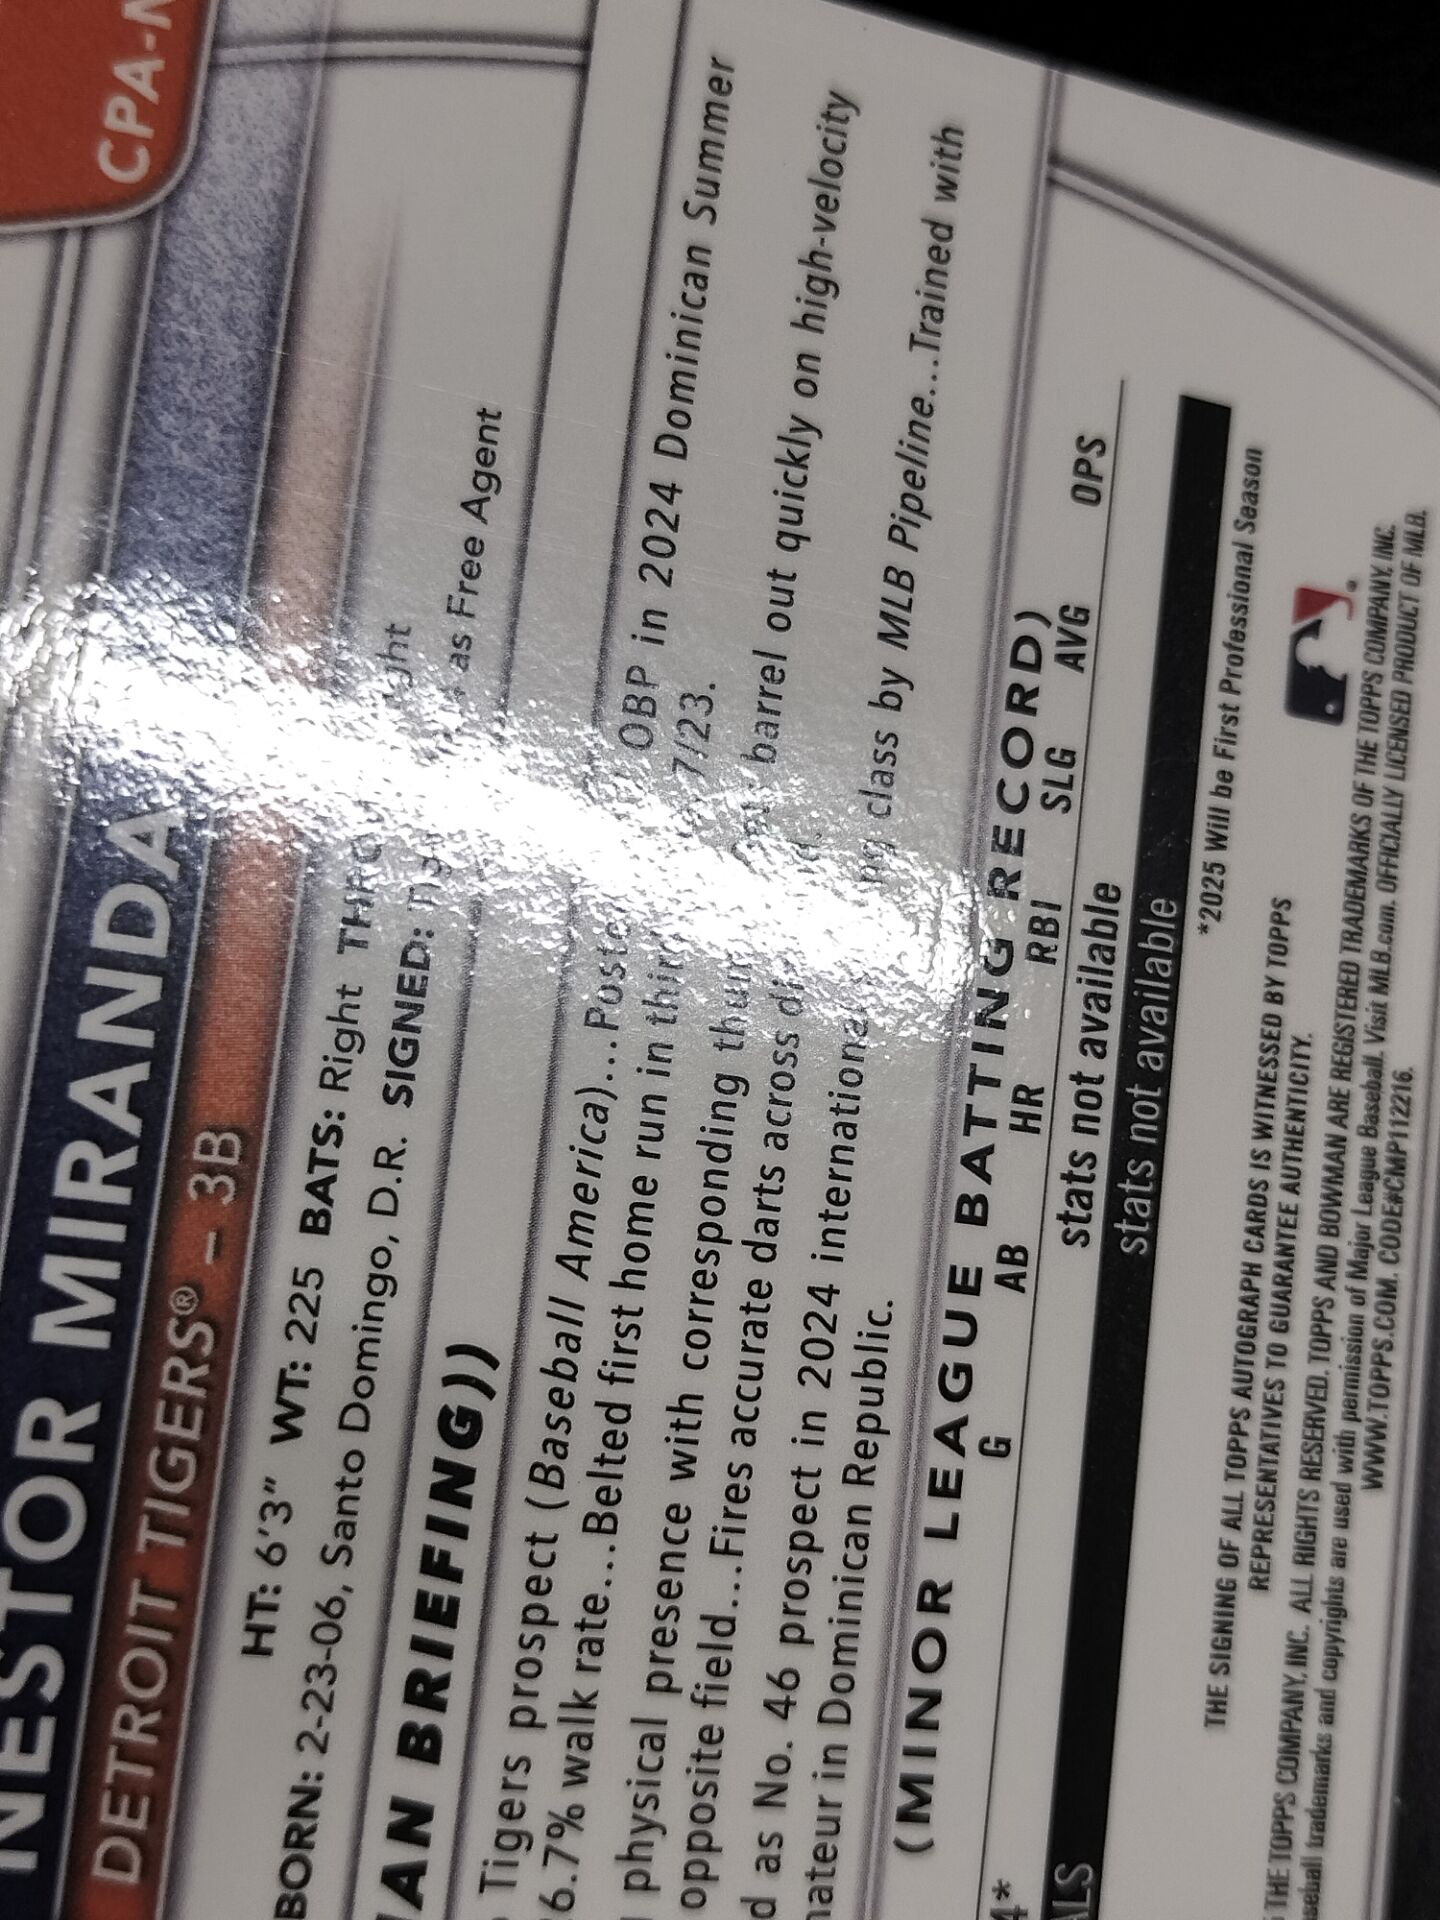 CPA-N
NESTOR MIRANDA
DETROIT TIGERS® – 3B
HT: 6'3" WT: 225 BATS: Right
BORN: 2-23-06, Santo Domingo, D.R. SIGNED: as Free Agent
AN BRIEFING))
Tigers prospect (Baseball America)... OBP in 2024 Dominican Summer
6.7% walk rate...Belted first home run in 7/23.
physical presence with corresponding barrel out quickly on high-velocity
opposite field...Fires accurate darts across
d as No. 46 prospect in 2024 international class by MLB Pipeline...Trained with
nateur in Dominican Republic.
(MINOR LEAGUE BATTING RECORD)
G AB HR RBI SLG AVG OPS
4* stats not available
ALS stats not available
*2025 Will be First Professional Season
THE SIGNING OF ALL TOPPS AUTOGRAPH CARDS IS WITNESSED BY TOPPS
REPRESENTATIVES TO GUARANTEE AUTHENTICITY.
THE TOPPS COMPANY, INC. ALL RIGHTS RESERVED. TOPPS AND BOWMAN ARE REGISTERED TRADEMARKS OF THE TOPPS COMPANY, INC.
seball trademarks and copyrights are used with permission of Major League Baseball. Visit MLB.com. OFFICIALLY LICENSED PRODUCT OF MLB.
WWW.TOPPS.COM. CODE#CMP112216.